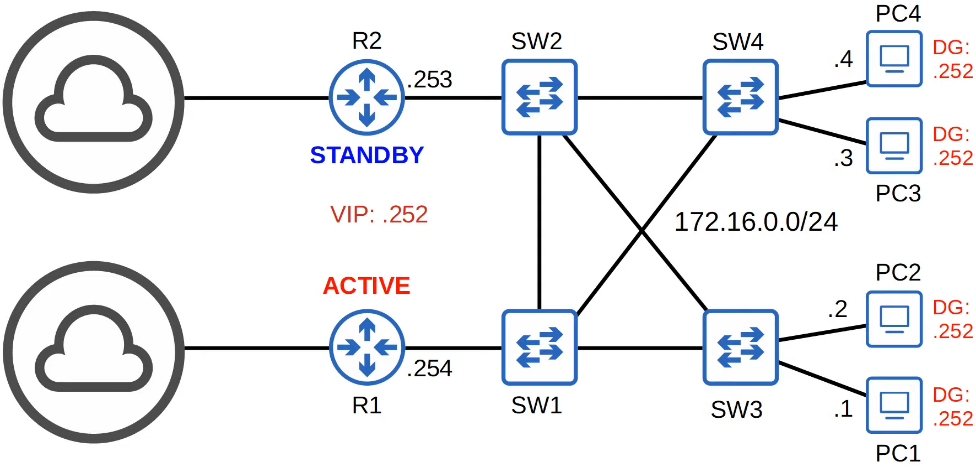 PC4
R2
SW2
SW4
DG:
.252
.4
.253
STANDBY
DG:
.252
.3
PC3
VIP: .252
172.16.0.0/24
PC2
ACTIVE
DG:
.252
.2
.254
R1
SW1
SW3
DG:
.252
.1
PC1